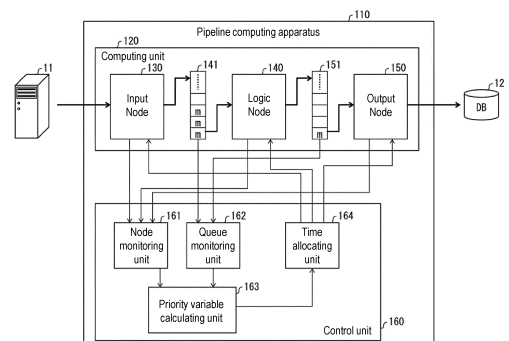 110
Pipeline computing apparatus
120
Computing unit
11
130
141
140
151
150
12
Input
Node
Logic
Node
Output
Node
DB
m
m
m
m
161
162
164
Node
monitoring
unit
Queue
monitoring
unit
Time
allocating
unit
163
Priority variable
calculating unit
160
Control unit